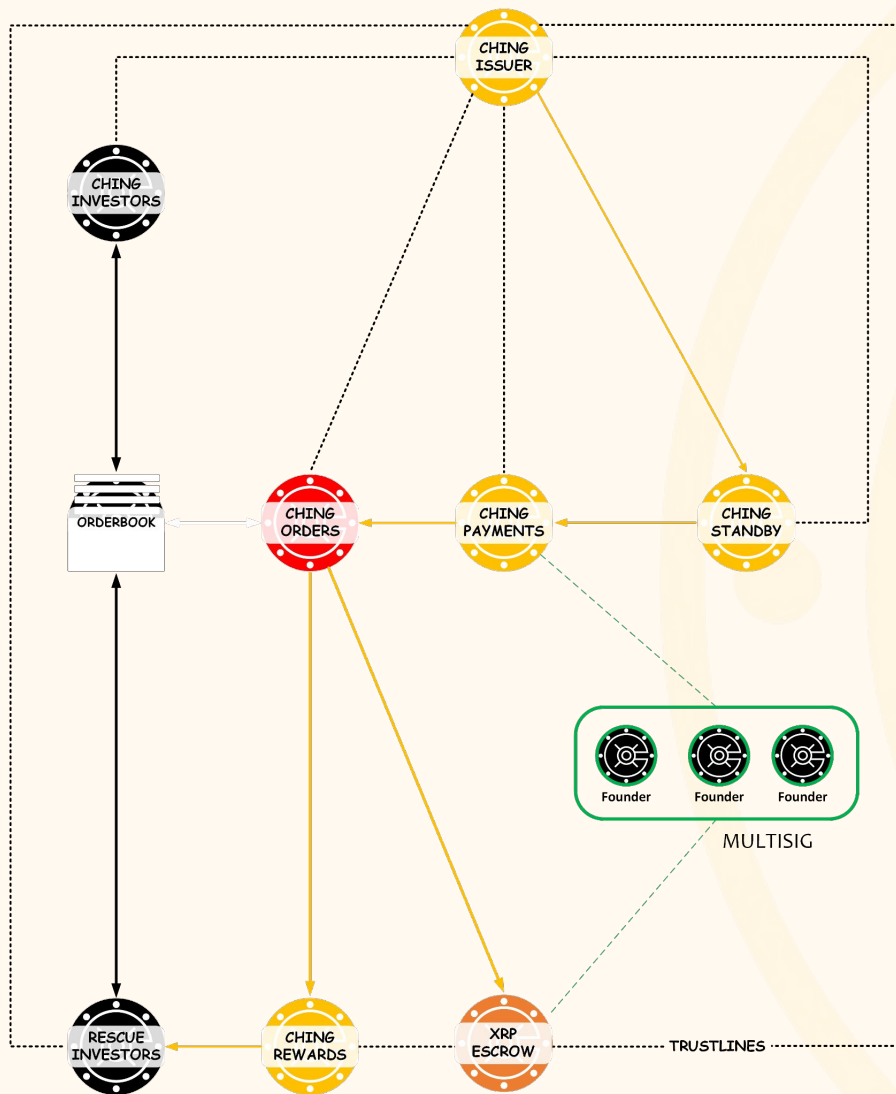 CHING
ISSUER
CHING
INVESTORS
ORDERBOOK
CHING
ORDERS
CHING
PAYMENTS
CHING
STANDBY
Founder
Founder
Founder
MULTISIG
RESCUE
INVESTORS
CHING
REWARDS
XRP
ESCROW
TRUSTLINES